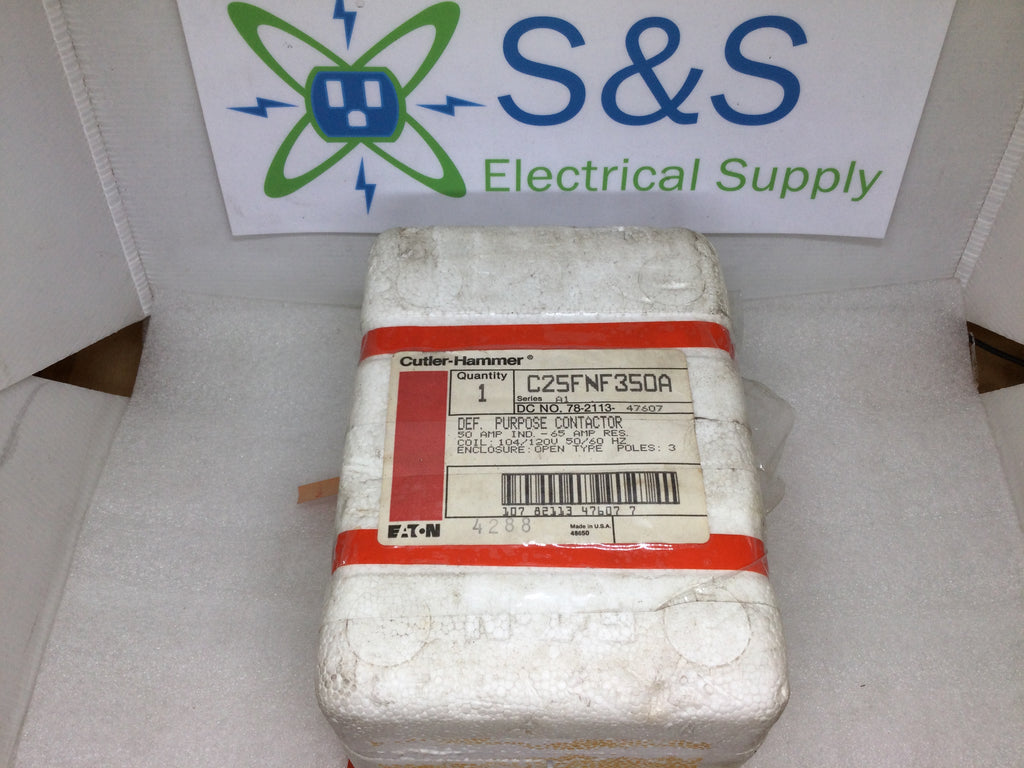 S&S
Electrical Supply
Cutler-Hammer®
Quantity
1
C25FNF350A
Series A1
DC NO. 78-2113- 47607
DEF. PURPOSE CONTACTOR
50 AMP IND. -65 AMP RES.
COIL: 104/120V 50/60 HZ
ENCLOSURE: OPEN TYPE POLES: 3
107 82113 47607 7
EATON
4288
Made in U.S.A.
48650